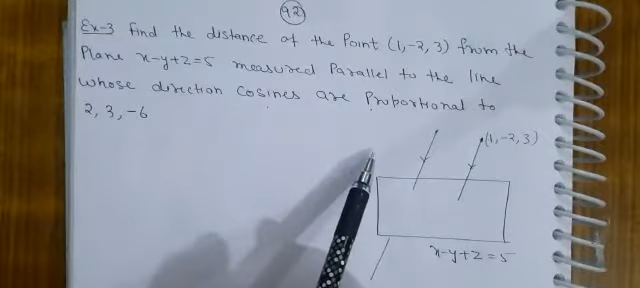 92
Ex-3 find the distance of the Point (1,-2,3) from the
Plane x-y+z=5 measured Parallel to the line
whose direction cosines are Proportional to
2, 3, -6
(1,-2,3)
x-y+z=5